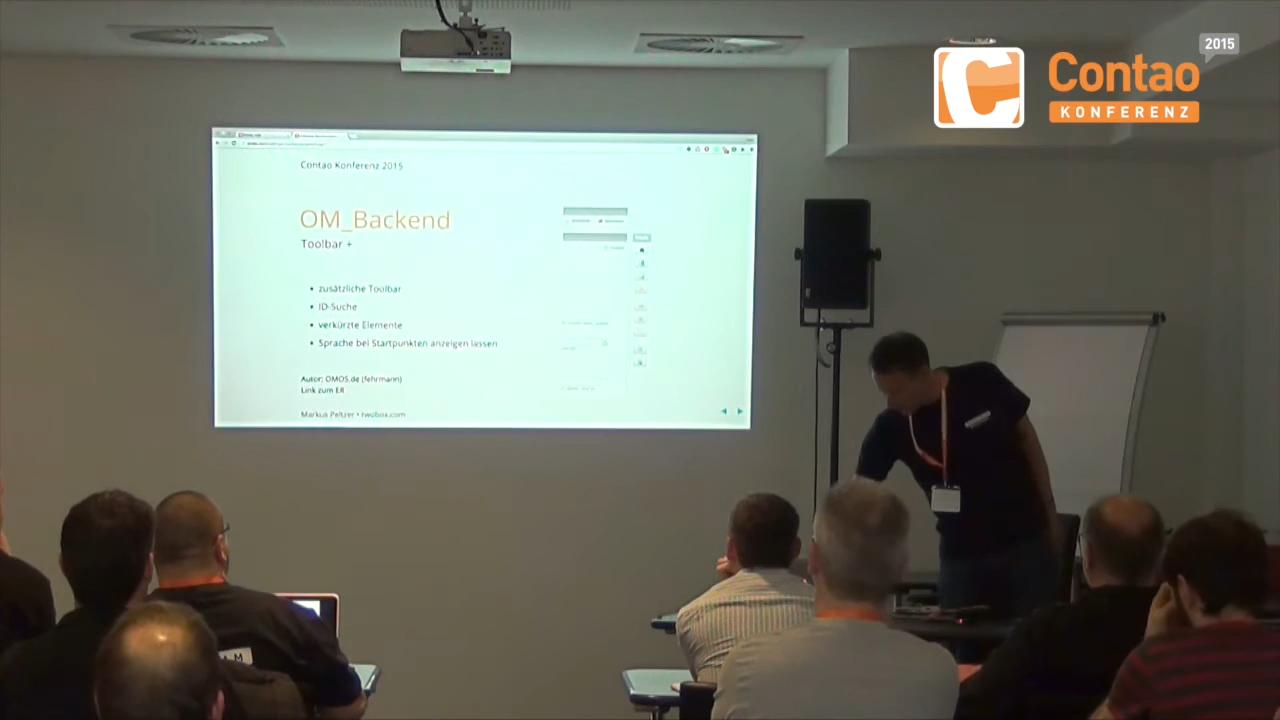 2015
Contao
KONFERENZ
Contao Konferenz 2015
OM_Backend
Toolbar +
• zusätzliche Toolbar
• ID-Suche
• verkürzte Elemente
• Sprache bei Startpunkten anzeigen lassen
Autor: OMOS.de (fehrmann)
Link zum ER
Markus Peltzer • twobox.com